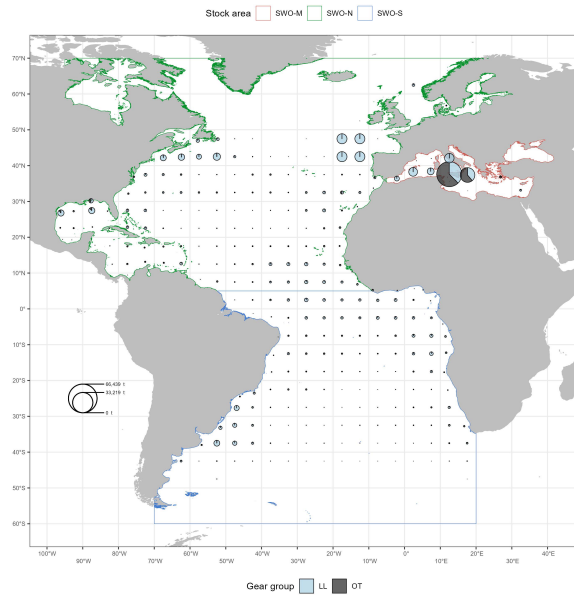 Stock area SWO-M SWO-N SWO-S
70°N
60°N
50°N
40°N
30°N
20°N
10°N
0°
10°S
20°S
30°S
40°S
50°S
60°S
66,439 t
33,219 t
0 t
100°W 80°W 60°W 40°W 20°W 0° 20°E 40°E
90°W 70°W 50°W 30°W 10°W 10°E 30°E
Gear group LL OT